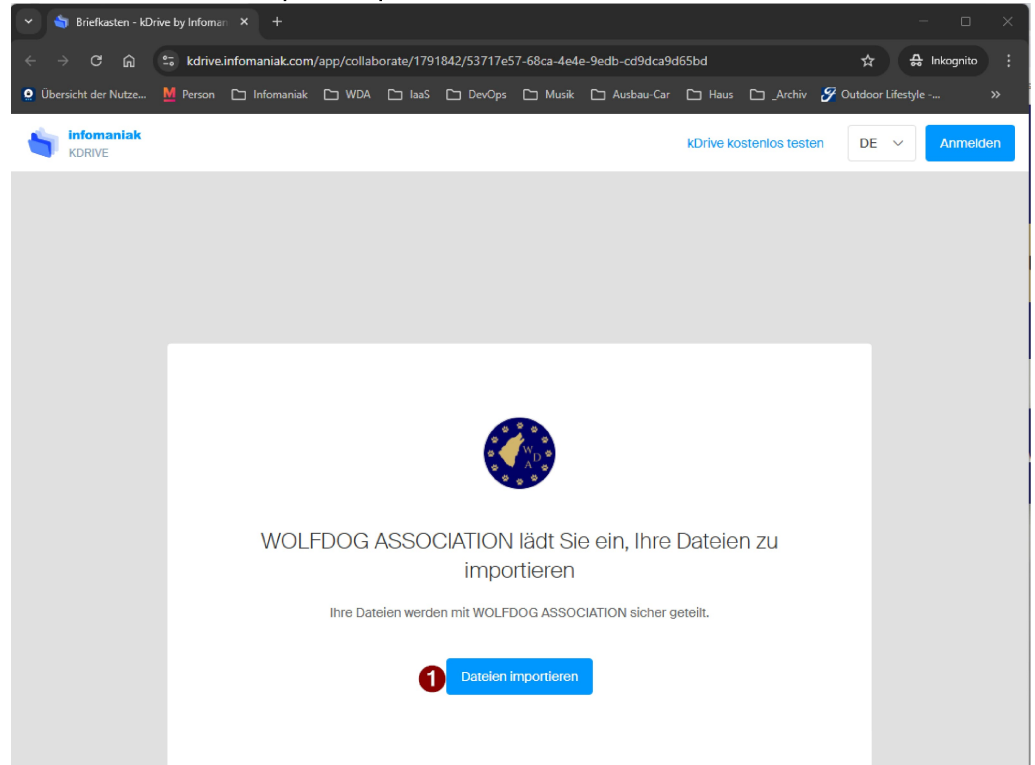 Briefkasten - kDrive by Infoman
kdrive.infomaniak.com/app/collaborate/1791842/53717e57-68ca-4e4e-9edb-cd9dca9d65bd
Inkognito
Übersicht der Nutze...
Person
Infomaniak
WDA
IaaS
DevOps
Musik
Ausbau-Car
Haus
_Archiv
Outdoor Lifestyle -...
infomaniak
KDRIVE
kDrive kostenlos testen
DE
Anmelden
W
D
A
WOLFDOG ASSOCIATION lädt Sie ein, Ihre Dateien zu
importieren
Ihre Dateien werden mit WOLFDOG ASSOCIATION sicher geteilt.
1
Dateien importieren